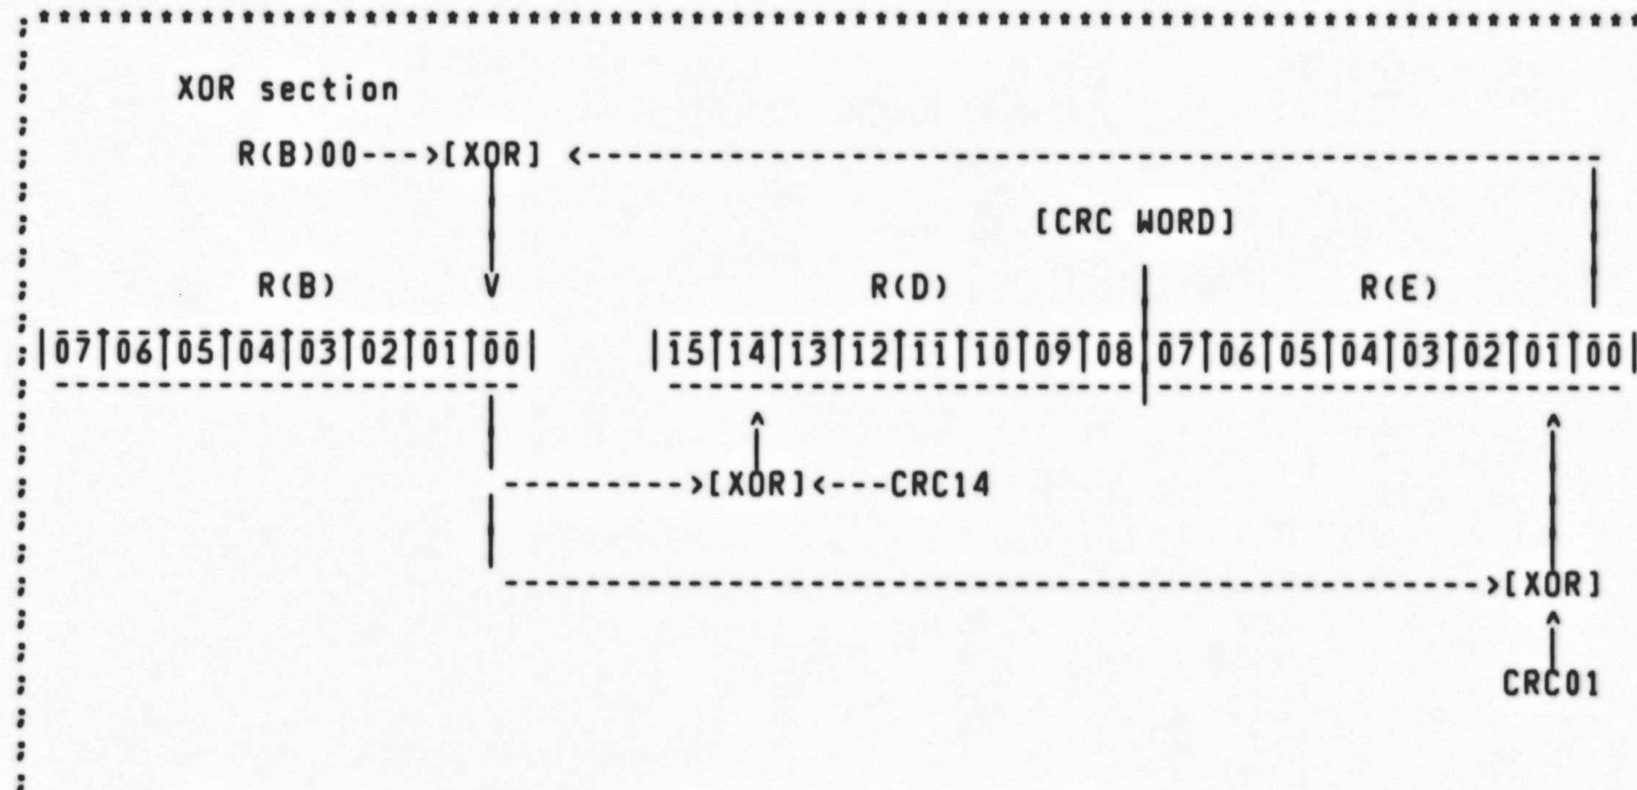 ;*****************************************************************
;
; XOR section
;
; R(B)00--->[XOR] <----------------------------------------------------
; | |
; | [CRC WORD] |
; R(B) V R(D) | R(E) |
;|07|06|05|04|03|02|01|00| |15|14|13|12|11|10|09|08|07|06|05|04|03|02|01|00|
; ----------------------- ----------------------- | -----------------------
; | ^ ^
; ---------->[XOR]<---CRC14 |
; | |
; ------------------------------------------------->[XOR]
; ^
; CRC01
;
;